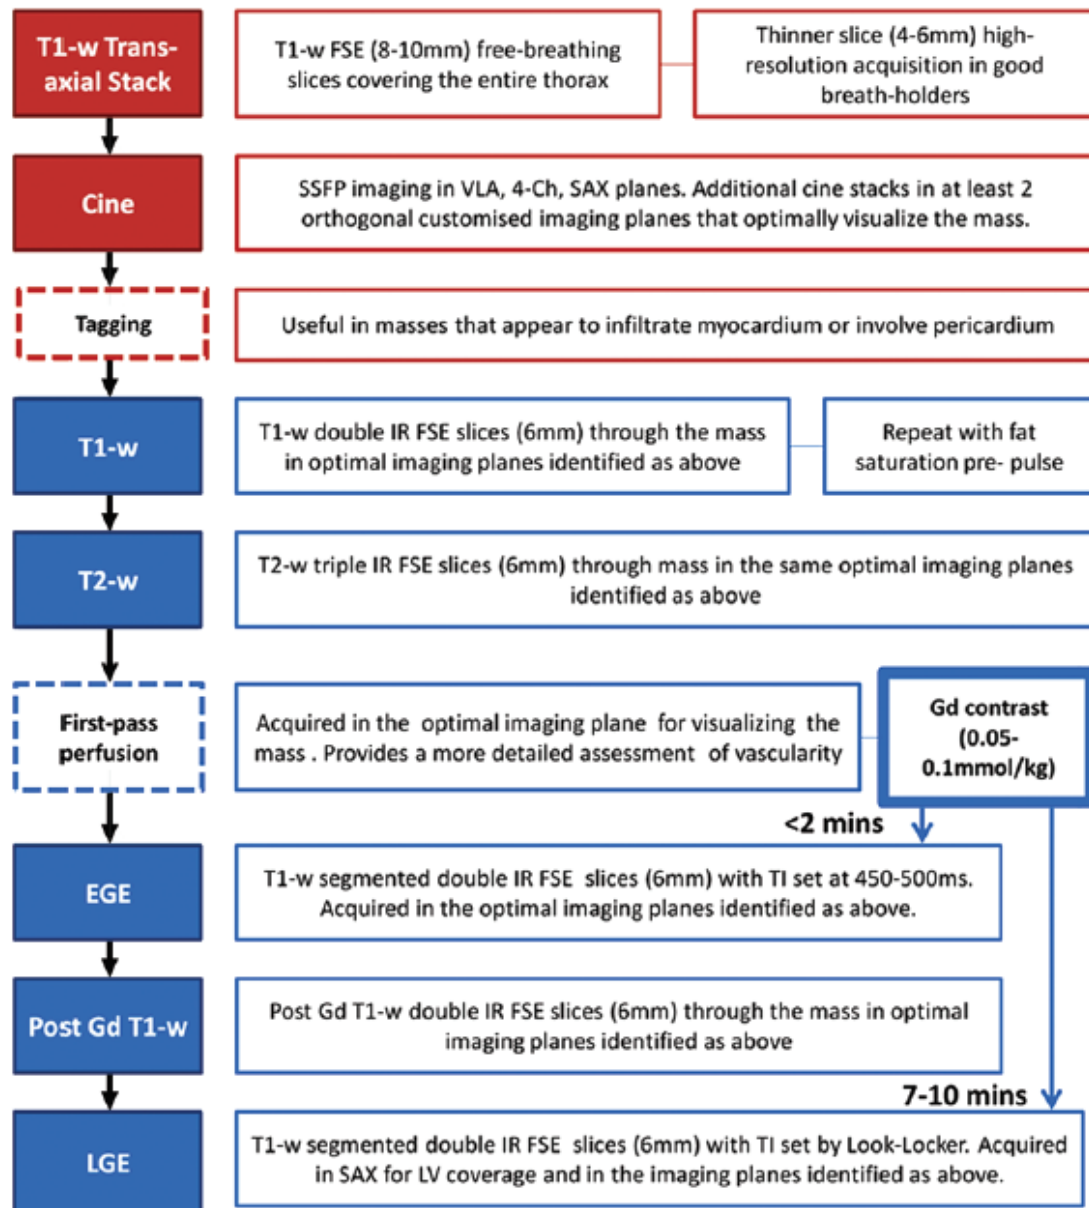 T1-w Trans-
axial Stack
T1-w FSE (8-10mm) free-breathing
slices covering the entire thorax
Thinner slice (4-6mm) high-
resolution acquisition in good
breath-holders
Cine
SSFP imaging in VLA, 4-Ch, SAX planes. Additional cine stacks in at least 2
orthogonal customised imaging planes that optimally visualize the mass.
Tagging
Useful in masses that appear to infiltrate myocardium or involve pericardium
T1-w
T1-w double IR FSE slices (6mm) through the mass
in optimal imaging planes identified as above
Repeat with fat
saturation pre- pulse
T2-w
T2-w triple IR FSE slices (6mm) through mass in the same optimal imaging planes
identified as above
First-pass
perfusion
Acquired in the optimal imaging plane for visualizing the
mass . Provides a more detailed assessment of vascularity
Gd contrast
(0.05-
0.1mmol/kg)
<2 mins
EGE
T1-w segmented double IR FSE slices (6mm) with TI set at 450-500ms.
Acquired in the optimal imaging planes identified as above.
Post Gd T1-w
Post Gd T1-w double IR FSE slices (6mm) through the mass in optimal
imaging planes identified as above
7-10 mins
LGE
T1-w segmented double IR FSE slices (6mm) with TI set by Look-Locker. Acquired
in SAX for LV coverage and in the imaging planes identified as above.